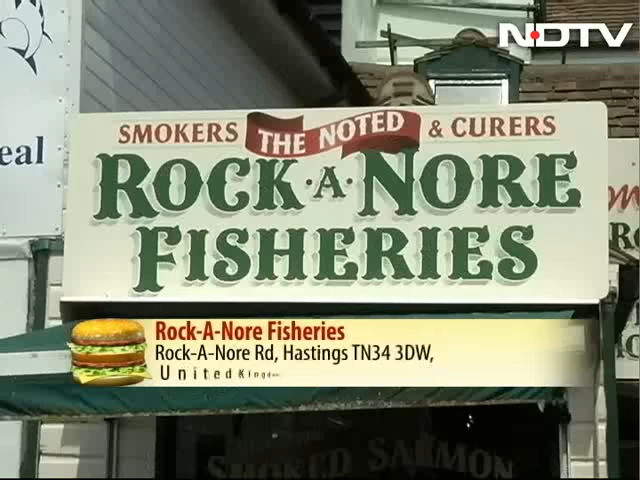 NDTV
SMOKERS THE NOTED & CURERS
ROCK·A·NORE
FISHERIES
eal
Rock-A-Nore Fisheries
Rock-A-Nore Rd, Hastings TN34 3DW,
United Kingdom
SMOKED SALMON